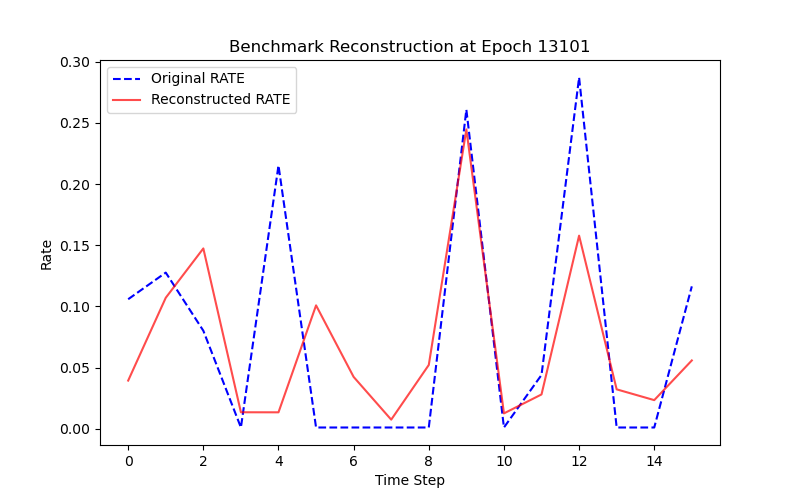 Benchmark Reconstruction at Epoch 13101
Original RATE
Reconstructed RATE
0.30
0.25
0.20
0.15
0.10
0.05
0.00
Rate
0 2 4 6 8 10 12 14
Time Step